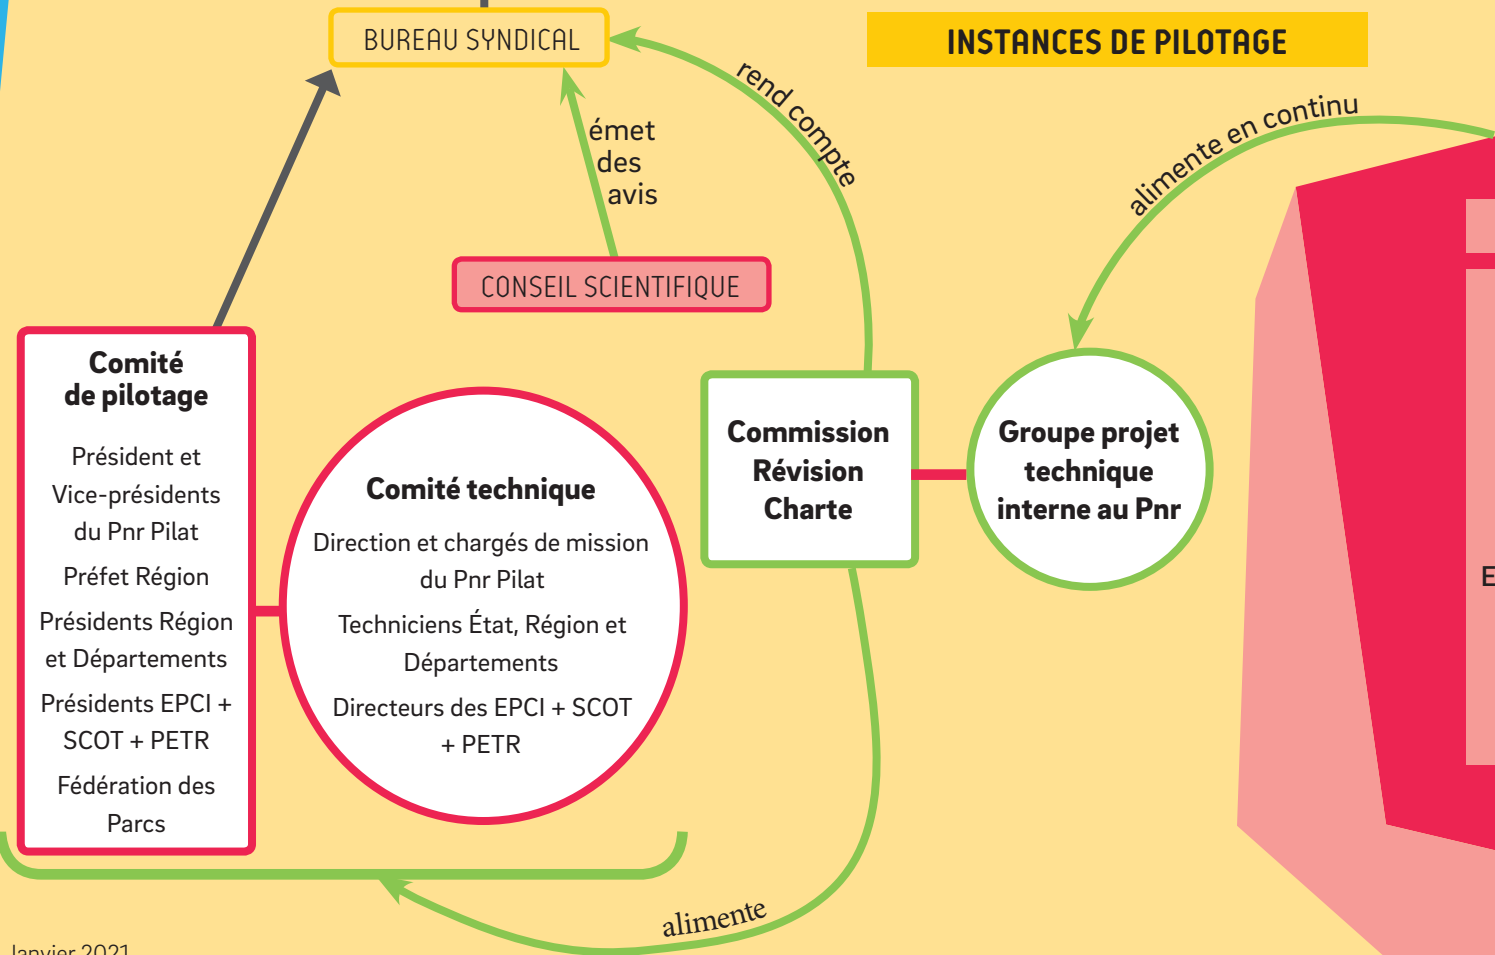 BUREAU SYNDICAL
INSTANCES DE PILOTAGE
rend compte
alimente en continu
émet
des
avis
CONSEIL SCIENTIFIQUE
Comité
de pilotage
Président et
Vice-présidents
du Pnr Pilat
Préfet Région
Présidents Région
et Départements
Présidents EPCI +
SCOT + PETR
Fédération des
Parcs
Comité technique
Direction et chargés de mission
du Pnr Pilat
Techniciens État, Région et
Départements
Directeurs des EPCI + SCOT
+ PETR
Commission
Révision
Charte
Groupe projet
technique
interne au Pnr
E
alimente
Janvier 2021